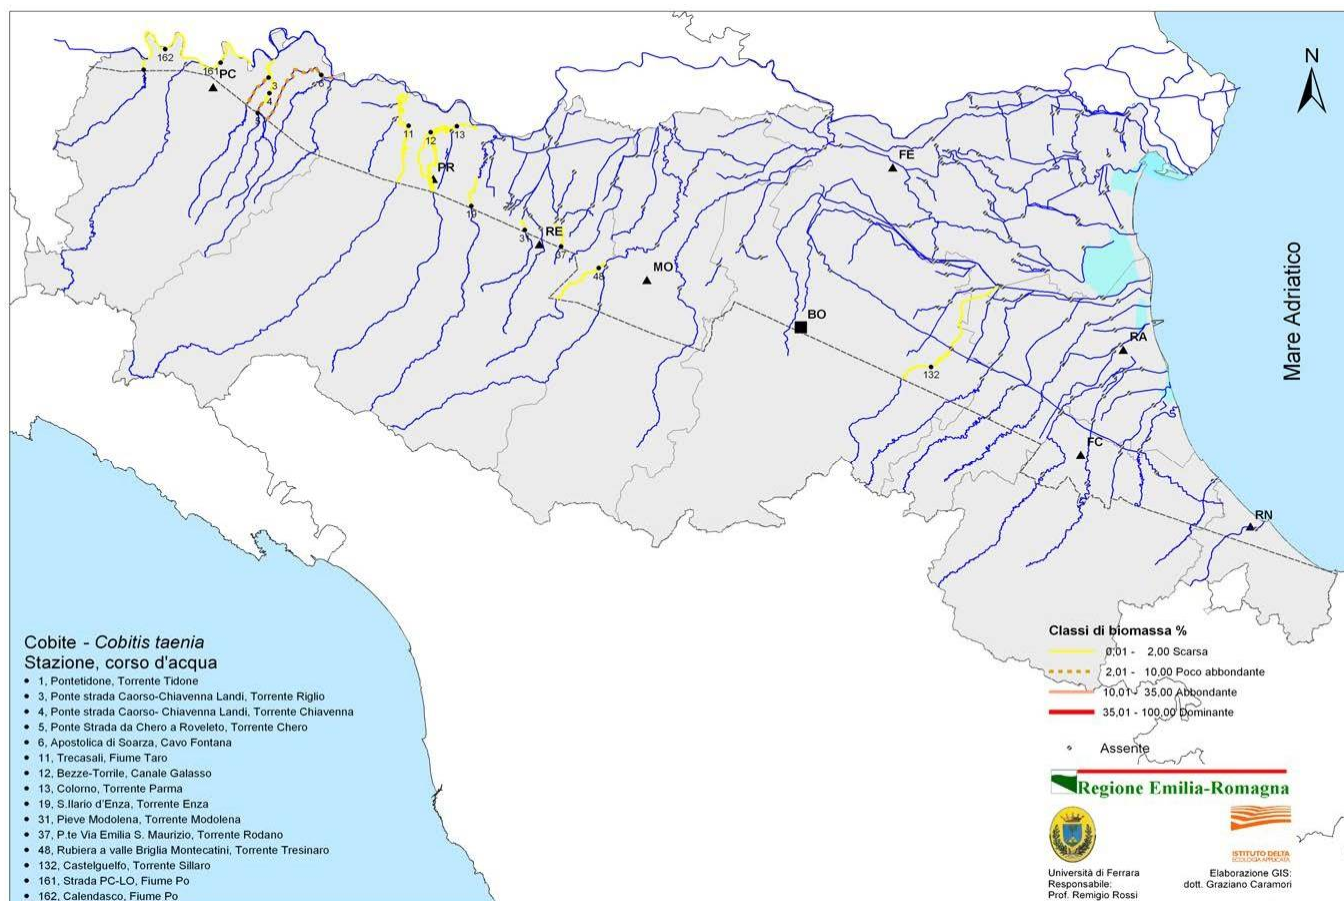 N
162
161
PC
3
4
5
6
11
12
13
PR
19
31
RE
37
48
MO
FE
BO
132
RA
FC
RN
Mare Adriatico
Cobite - Cobitis taenia
Stazione, corso d'acqua
1, Pontetidone, Torrente Tidone
3, Ponte strada Caorso-Chiavenna Landi, Torrente Riglio
4, Ponte strada Caorso- Chiavenna Landi, Torrente Chiavenna
5, Ponte Strada da Chero a Roveleto, Torrente Chero
6, Apostolica di Soarza, Cavo Fontana
11, Trecasali, Fiume Taro
12, Bezze-Torrile, Canale Galasso
13, Colorno, Torrente Parma
19, S.Ilario d'Enza, Torrente Enza
31, Pieve Modolena, Torrente Modolena
37, P.te Via Emilia S. Maurizio, Torrente Rodano
48, Rubiera a valle Briglia Montecatini, Torrente Tresinaro
132, Castelguelfo, Torrente Sillaro
161, Strada PC-LO, Fiume Po
162, Calendasco, Fiume Po
Classi di biomassa %
0,01 - 2,00 Scarsa
2,01 - 10,00 Poco abbondante
10,01 - 35,00 Abbondante
35,01 - 100,00 Dominante
Assente
Regione Emilia-Romagna
ISTITUTO DELTA
ECOLOGIA APPLICATA
Università di Ferrara
Responsabile:
Prof. Remigio Rossi
Elaborazione GIS:
dott. Graziano Caramori